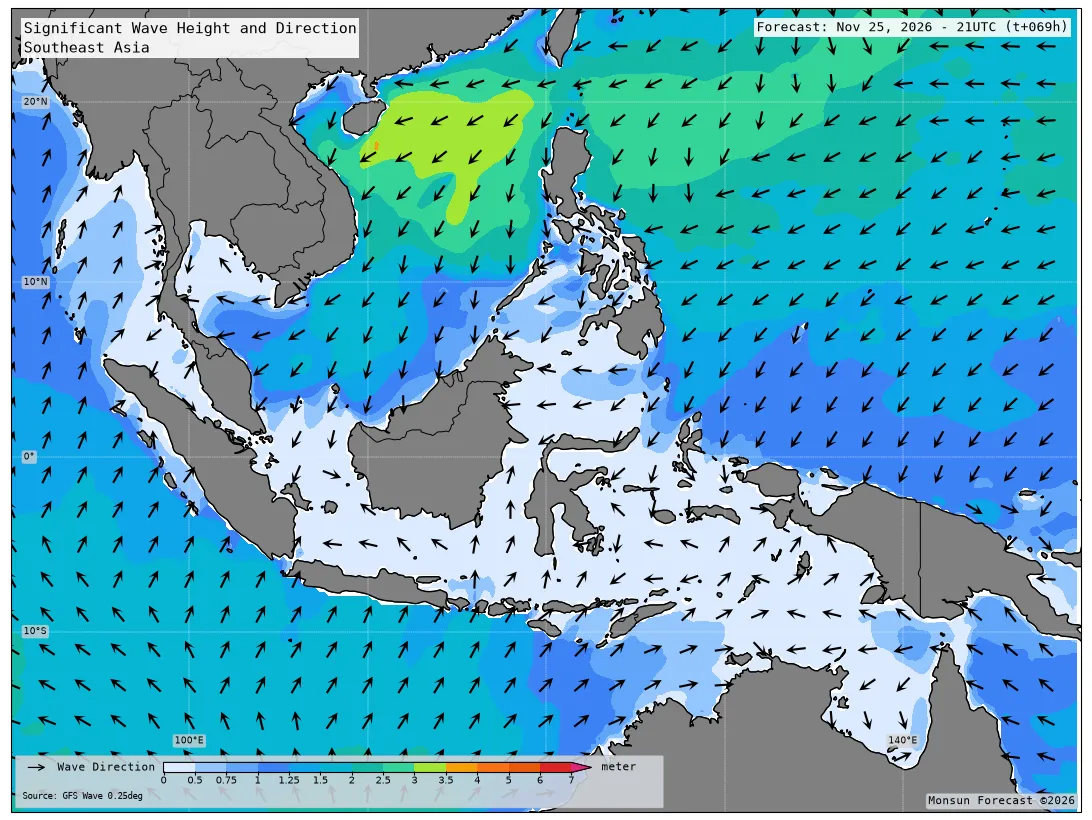 Significant Wave Height and Direction
Southeast Asia
Forecast: Nov 25, 2026 - 21UTC (t+069h)
20°N
10°N
0°
10°S
100°E
140°E
Wave Direction
meter
0 0.5 0.75 1 1.25 1.5 2 2.5 3 3.5 4 5 6 7
Source: GFS Wave 0.25deg
Monsun Forecast ©2026